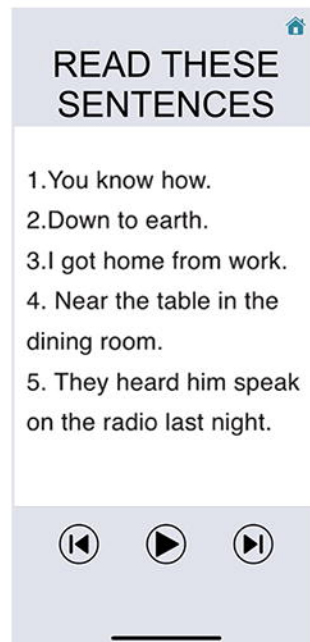 READ THESE
SENTENCES
1.You know how.
2.Down to earth.
3.I got home from work.
4. Near the table in the
dining room.
5. They heard him speak
on the radio last night.